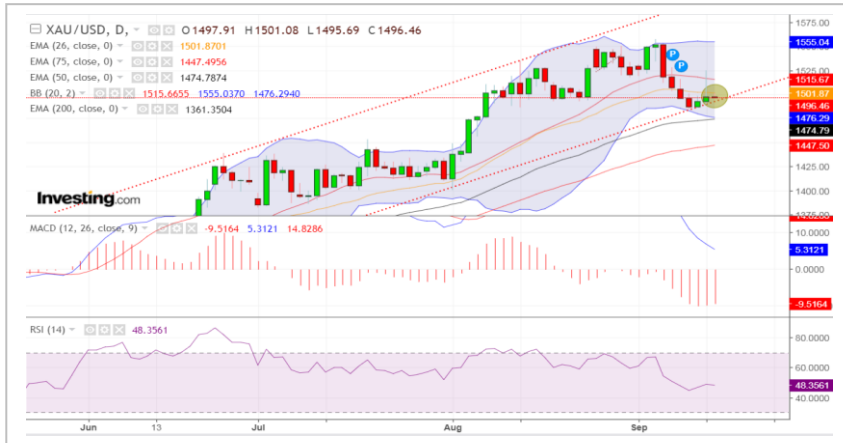 XAU/USD, D, O1497.91 H1501.08 L1495.69 C1496.46
EMA (26, close, 0) 1501.8701
EMA (75, close, 0) 1447.4956
EMA (50, close, 0) 1474.7874
BB (20, 2) 1515.6655 1555.0370 1476.2940
EMA (200, close, 0) 1361.3504
P
P
1575.00
1555.04
1525.00
1515.67
1501.87
1496.46
1476.29
1474.79
1447.50
1425.00
1400.00
Investing.com
MACD (12, 26, close, 9) -9.5164 5.3121 14.8286
14.8286
10.0000
5.3121
0.0000
-9.5164
RSI (14) 48.3561
80.0000
48.3561
40.0000
Jun 13 Jul Aug Sep